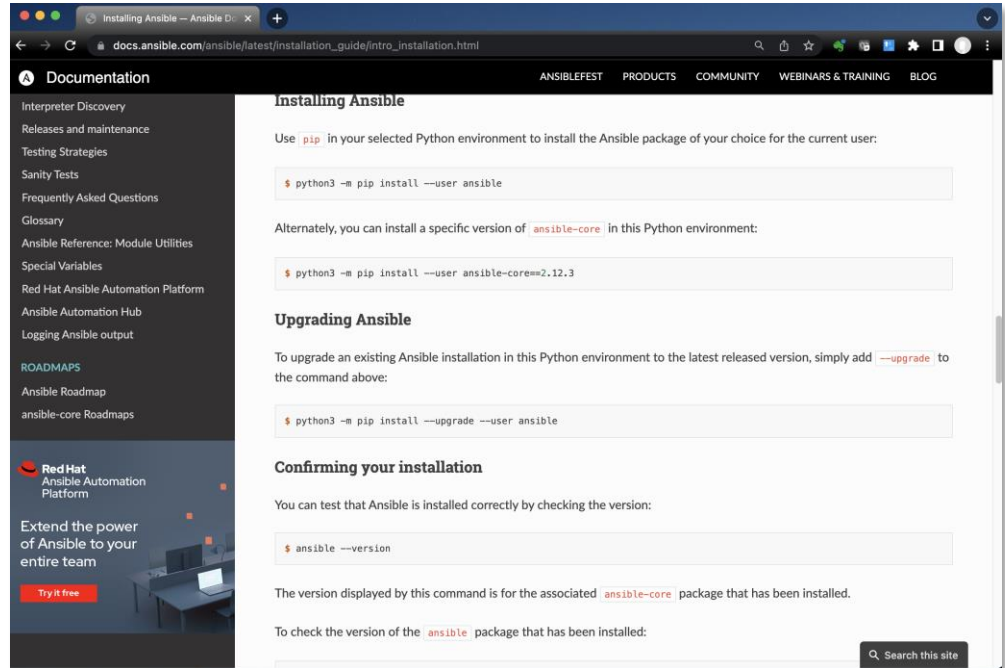 Installing Ansible — Ansible Do
docs.ansible.com/ansible/latest/installation_guide/intro_installation.html
A Documentation
ANSIBLEFEST PRODUCTS COMMUNITY WEBINARS & TRAINING BLOG
Interpreter Discovery
Releases and maintenance
Testing Strategies
Sanity Tests
Frequently Asked Questions
Glossary
Ansible Reference: Module Utilities
Special Variables
Red Hat Ansible Automation Platform
Ansible Automation Hub
Logging Ansible output
ROADMAPS
Ansible Roadmap
ansible-core Roadmaps
Red Hat
Ansible Automation
Platform
Extend the power
of Ansible to your
entire team
Try it free
Installing Ansible
Use pip in your selected Python environment to install the Ansible package of your choice for the current user:
$ python3 -m pip install --user ansible
Alternately, you can install a specific version of ansible-core in this Python environment:
$ python3 -m pip install --user ansible-core==2.12.3
Upgrading Ansible
To upgrade an existing Ansible installation in this Python environment to the latest released version, simply add --upgrade to
the command above:
$ python3 -m pip install --upgrade --user ansible
Confirming your installation
You can test that Ansible is installed correctly by checking the version:
$ ansible --version
The version displayed by this command is for the associated ansible-core package that has been installed.
To check the version of the ansible package that has been installed:
Search this site